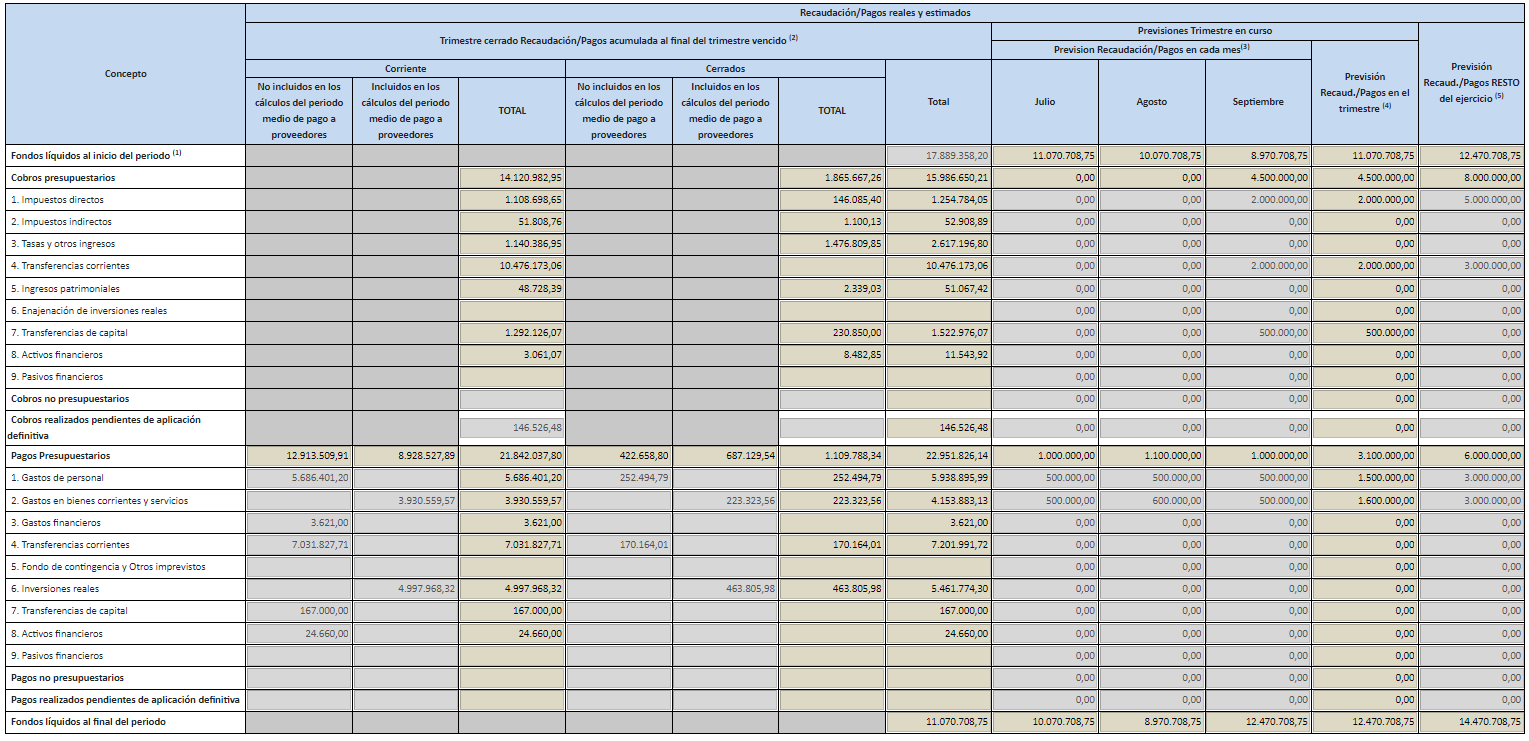 Recaudación/Pagos reales y estimados
Concepto
Trimestre cerrado Recaudación/Pagos acumulada al final del trimestre vencido (2)
Previsiones Trimestre en curso
Prevision Recaudación/Pagos en cada mes(3)
Previsión Recaud./Pagos en el trimestre (4)
Previsión Recaud./Pagos RESTO del ejercicio (5)
Corriente Cerrados
No incluidos en los cálculos del periodo medio de pago a proveedores
Incluidos en los cálculos del periodo medio de pago a proveedores
TOTAL
No incluidos en los cálculos del periodo medio de pago a proveedores
Incluidos en los cálculos del periodo medio de pago a proveedores
TOTAL
Total
Julio
Agosto
Septiembre
Fondos líquidos al inicio del periodo (1) 17.889.358,20 11.070.708,75 10.070.708,75 8.970.708,75 11.070.708,75 12.470.708,75
Cobros presupuestarios 14.120.982,95 1.865.667,26 15.986.650,21 0,00 0,00 4.500.000,00 4.500.000,00 8.000.000,00
1. Impuestos directos 1.108.698,65 146.085,40 1.254.784,05 0,00 0,00 2.000.000,00 2.000.000,00 5.000.000,00
2. Impuestos indirectos 51.808,76 1.100,13 52.908,89 0,00 0,00 0,00 0,00 0,00
3. Tasas y otros ingresos 1.140.386,95 1.476.809,85 2.617.196,80 0,00 0,00 0,00 0,00 0,00
4. Transferencias corrientes 10.476.173,06 10.476.173,06 0,00 0,00 2.000.000,00 2.000.000,00 3.000.000,00
5. Ingresos patrimoniales 48.728,39 2.339,03 51.067,42 0,00 0,00 0,00 0,00 0,00
6. Enajenación de inversiones reales 0,00 0,00 0,00 0,00 0,00
7. Transferencias de capital 1.292.126,07 230.850,00 1.522.976,07 0,00 0,00 500.000,00 500.000,00 0,00
8. Activos financieros 3.061,07 8.482,85 11.543,92 0,00 0,00 0,00 0,00 0,00
9. Pasivos financieros 0,00 0,00 0,00 0,00 0,00
Cobros no presupuestarios 0,00 0,00 0,00 0,00 0,00
Cobros realizados pendientes de aplicación definitiva 146.526,48 146.526,48 0,00 0,00 0,00 0,00 0,00
Pagos Presupuestarios 12.913.509,91 8.928.527,89 21.842.037,80 422.658,80 687.129,54 1.109.788,34 22.951.826,14 1.000.000,00 1.100.000,00 1.000.000,00 3.100.000,00 6.000.000,00
1. Gastos de personal 5.686.401,20 5.686.401,20 252.494,79 252.494,79 5.938.895,99 500.000,00 500.000,00 500.000,00 1.500.000,00 3.000.000,00
2. Gastos en bienes corrientes y servicios 3.930.559,57 3.930.559,57 223.323,56 223.323,56 4.153.883,13 500.000,00 600.000,00 500.000,00 1.600.000,00 3.000.000,00
3. Gastos financieros 3.621,00 3.621,00 3.621,00 0,00 0,00 0,00 0,00 0,00
4. Transferencias corrientes 7.031.827,71 7.031.827,71 170.164,01 170.164,01 7.201.991,72 0,00 0,00 0,00 0,00 0,00
5. Fondo de contingencia y Otros imprevistos 0,00 0,00 0,00 0,00 0,00
6. Inversiones reales 4.997.968,32 4.997.968,32 463.805,98 463.805,98 5.461.774,30 0,00 0,00 0,00 0,00 0,00
7. Transferencias de capital 167.000,00 167.000,00 167.000,00 0,00 0,00 0,00 0,00 0,00
8. Activos financieros 24.660,00 24.660,00 24.660,00 0,00 0,00 0,00 0,00 0,00
9. Pasivos financieros 0,00 0,00 0,00 0,00 0,00
Pagos no presupuestarios 0,00 0,00 0,00 0,00 0,00
Pagos realizados pendientes de aplicación definitiva 0,00 0,00 0,00 0,00 0,00
Fondos líquidos al final del periodo 11.070.708,75 10.070.708,75 8.970.708,75 12.470.708,75 12.470.708,75 14.470.708,75